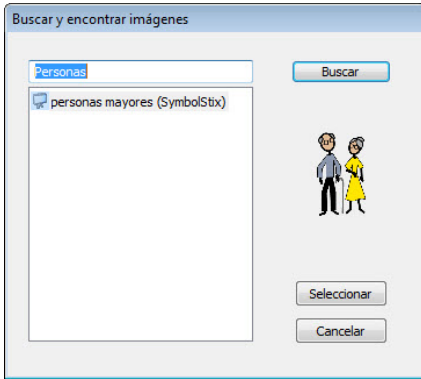 Buscar y encontrar imágenes
Personas
Buscar
personas mayores (SymbolStix)
Seleccionar
Cancelar